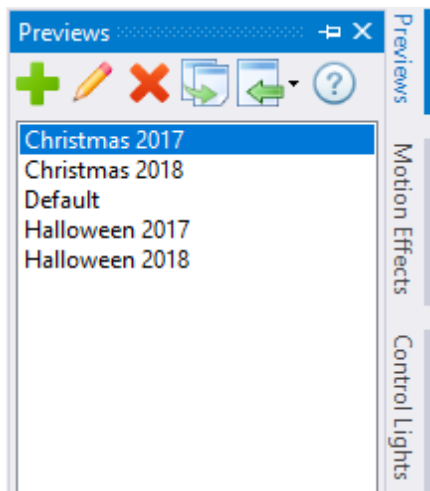 Previews
Christmas 2017
Christmas 2018
Default
Halloween 2017
Halloween 2018
Previews
Motion Effects
Control Lights